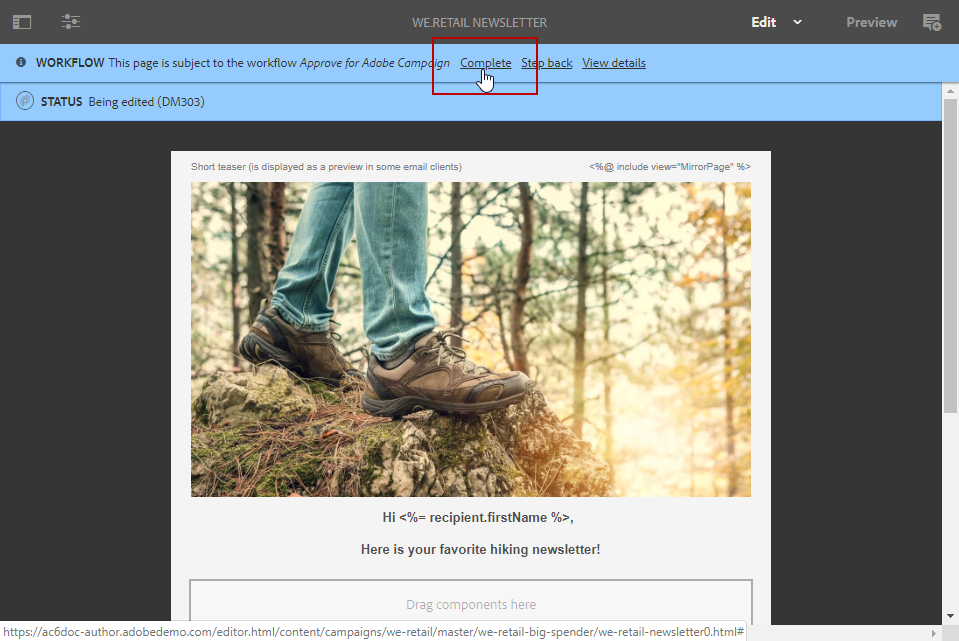 WE.RETAIL NEWSLETTER Edit Preview
WORKFLOW This page is subject to the workflow Approve for Adobe Campaign Complete Step back View details
STATUS Being edited (DM303)
Short teaser (is displayed as a preview in some email clients) <%@ include view="MirrorPage" %>
Hi <%= recipient.firstName %>,
Here is your favorite hiking newsletter!
Drag components here
https://ac6doc-author.adobedemo.com/editor.html/content/campaigns/we-retail/master/we-retail-big-spender/we-retail-newsletter0.html#